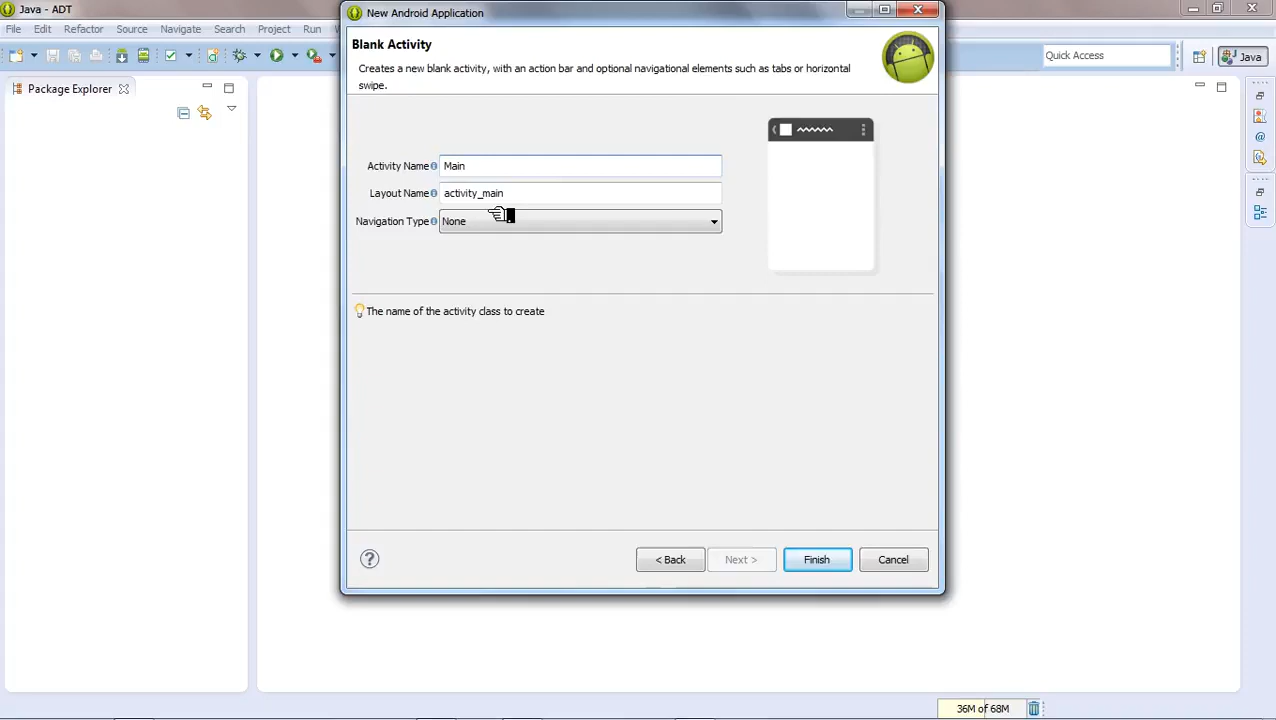 Java - ADT
New Android Application
File Edit Refactor Source Navigate Search Project Run
Blank Activity
Creates a new blank activity, with an action bar and optional navigational elements such as tabs or horizontal
swipe.
Quick Access
Java
Package Explorer
Activity Name
Main
Layout Name
activity_main
Navigation Type
None
The name of the activity class to create
< Back
Next >
Finish
Cancel
36M of 68M